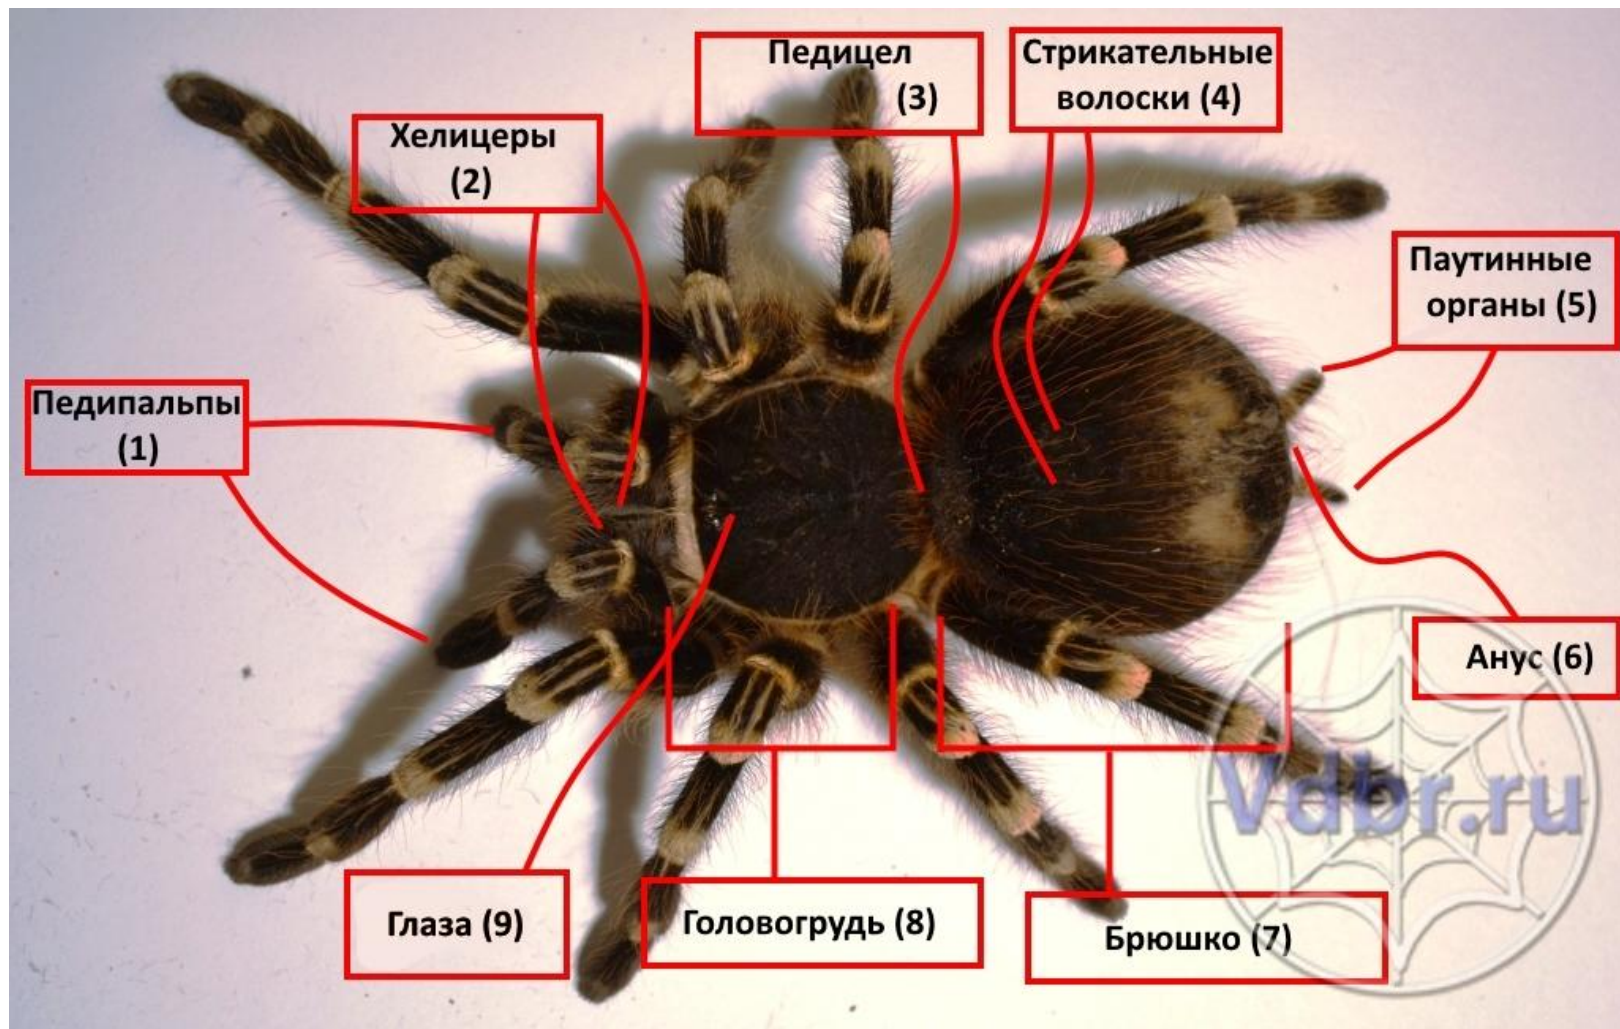 Педицел
(3)
Стрикательные
волоски (4)
Хелицеры
(2)
Паутинные
органы (5)
Педипальпы
(1)
Анус (6)
Vdbr.ru
Глаза (9)
Головогрудь (8)
Брюшко (7)